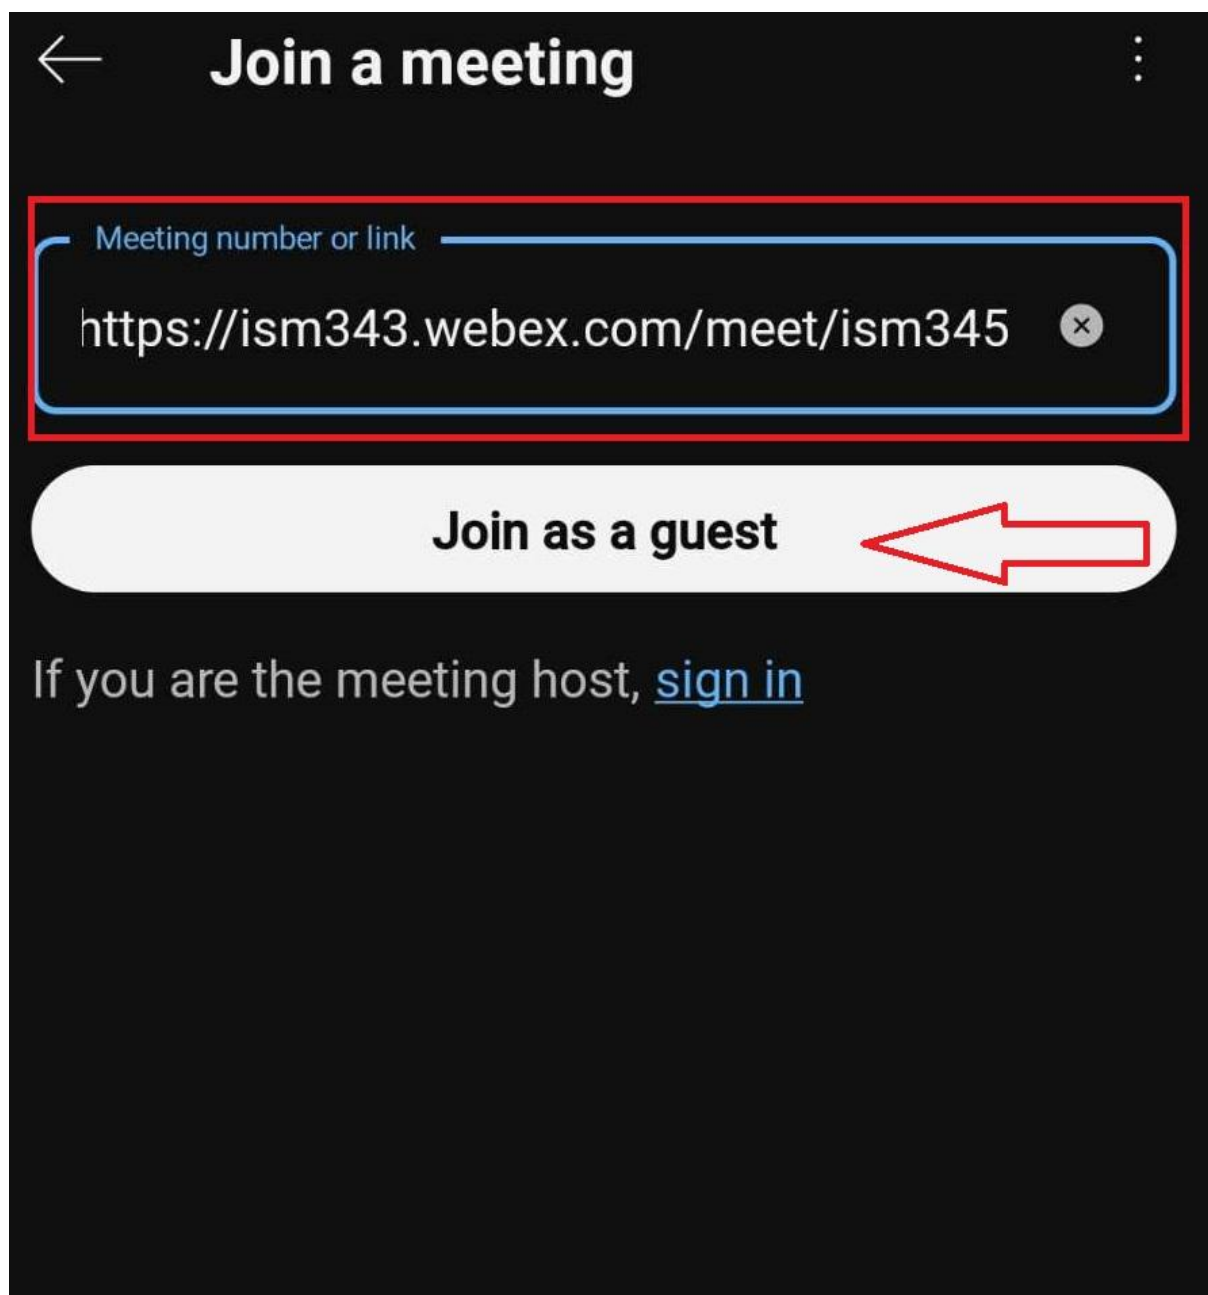 Join a meeting
Meeting number or link
https://ism343.webex.com/meet/ism345
Join as a guest
If you are the meeting host, sign in